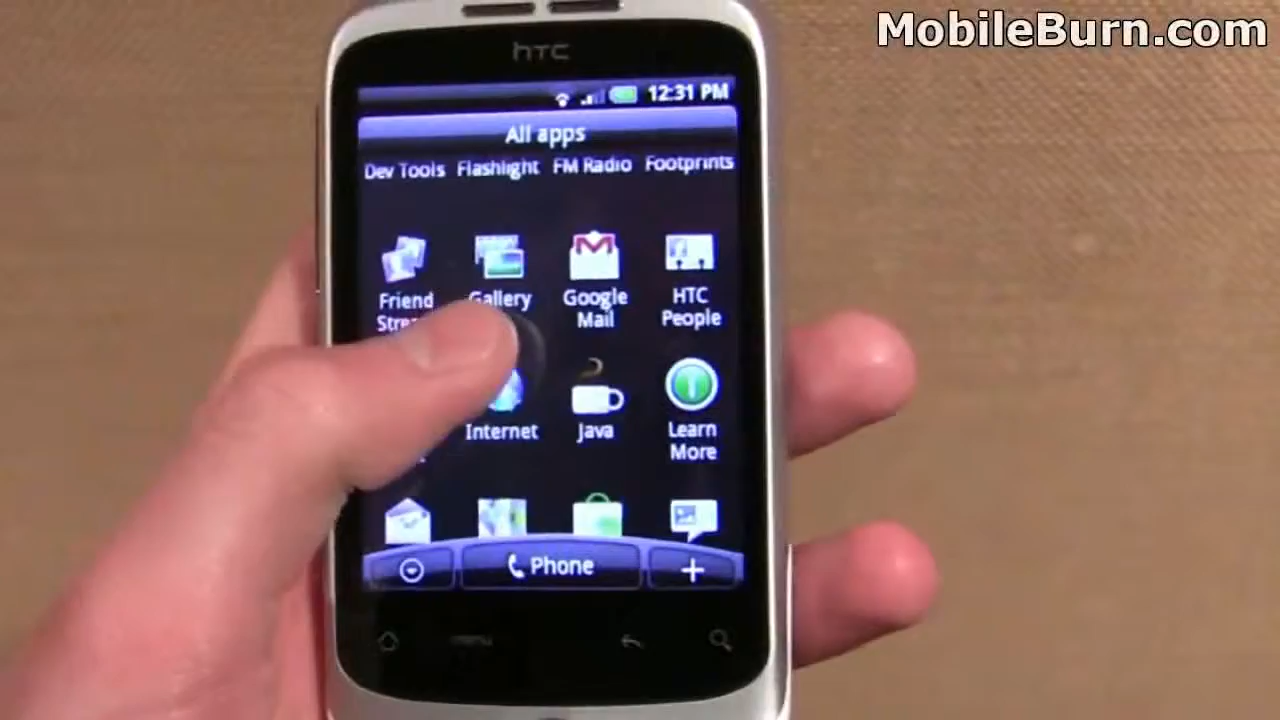 MobileBurn.com
hTC
12:31 PM
All apps
Dev Tools Flashlight FM Radio Footprints
Friend Gallery Google HTC
Mail People
Internet Java Learn
More
Phone
menu